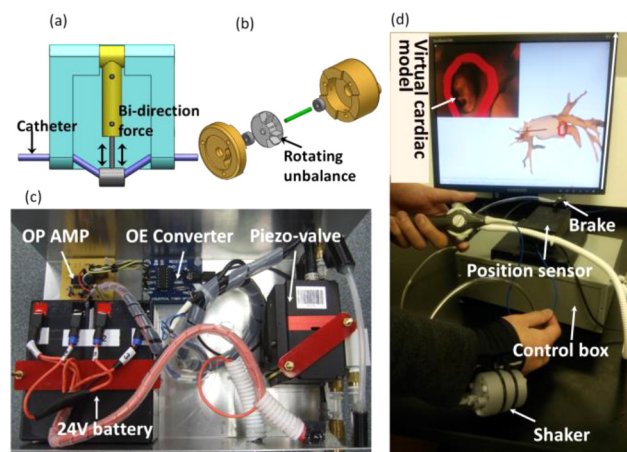 (a)
(b)
Bi-direction
force
Catheter
Rotating
unbalance
(c)
OP AMP
OE Converter
Piezo-valve
24V battery
(d)
Virtual cardiac
model
Brake
Position sensor
Control box
Shaker